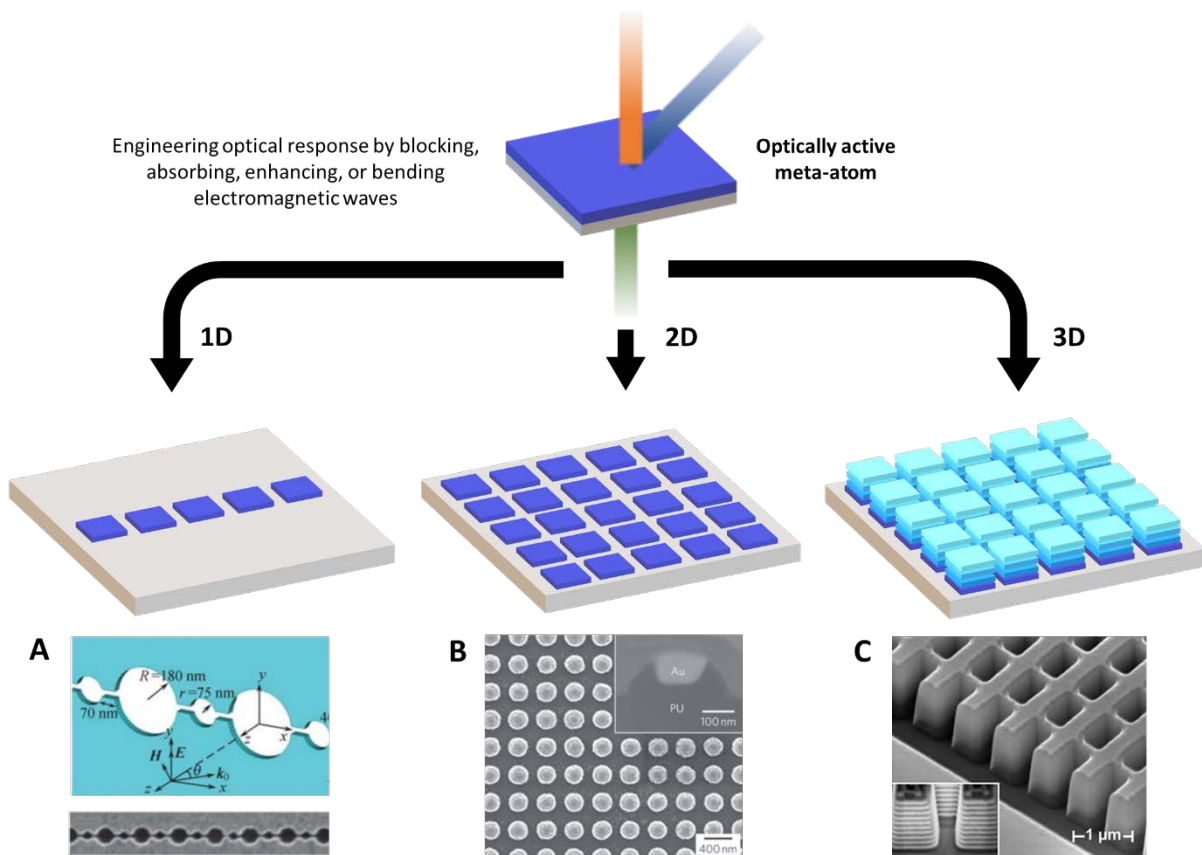 Engineering optical response by blocking,
absorbing, enhancing, or bending
electromagnetic waves
Optically active
meta-atom
1D
2D
3D
A
R=180 nm
r=75 nm
70 nm
y
x
z
40
y
H
E
θ
k₀
z
x
B
Au
PU
100 nm
400 nm
C
1 µm